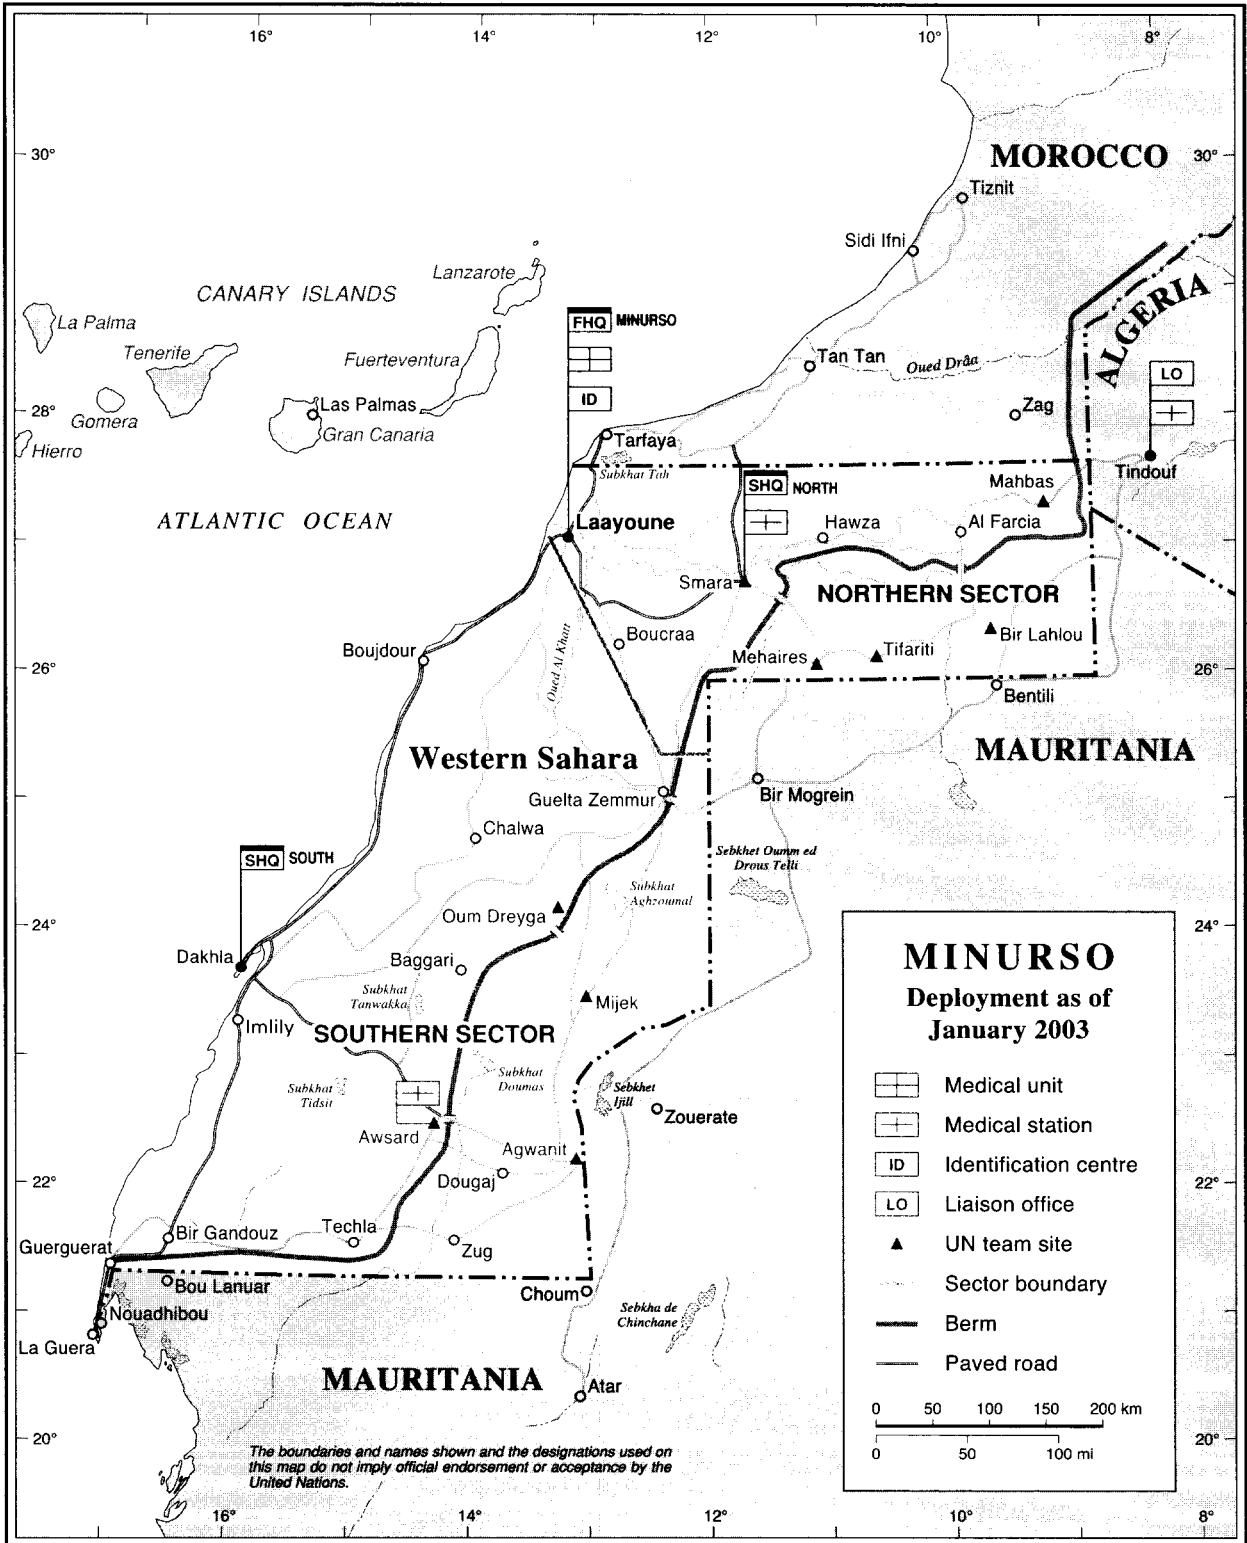 16°
14°
12°
10°
8°
30°
MOROCCO
30°
Tiznit
Sidi Ifni
Lanzarote
CANARY ISLANDS
ALGERIA
La Palma
FHQ MINURSO
Tenerife
Fuerteventura
Tan Tan
Oued Drâa
LO
ID
28°
Las Palmas
Zag
Gomera
Gran Canaria
Tarfaya
Hierro
Subkhat Tah
Tindouf
SHQ NORTH
Mahbas
ATLANTIC OCEAN
Laayoune
Hawza
Al Farcia
Smara
NORTHERN SECTOR
Boucraa
Bir Lahlou
Boujdour
Oued Al Khatt
Mehaires
Tifariti
26°
26°
Bentili
Western Sahara
MAURITANIA
Guelta Zemmur
Bir Mogrein
Chalwa
SHQ SOUTH
Sebkhet Oumm ed
Drous Telli
Subkhat
Aghzoumal
Oum Dreyga
24°
24°
Dakhla
Baggari
Subkhat
Tanwakka
Mijek
Imlily
SOUTHERN SECTOR
Subkhat
Doumas
Subkhat
Tidsit
Sebkhet
Ijill
Zouerate
Awsard
Agwanit
Dougaj
22°
22°
Bir Gandouz
Techla
Guerguerat
Zug
Bou Lanuar
Choum
Nouadhibou
Sebkha de
Chinchane
La Guera
MAURITANIA
Atar
20°
20°
The boundaries and names shown and the designations used on
this map do not imply official endorsement or acceptance by the
United Nations.
16°
14°
12°
10°
8°
MINURSO
Deployment as of
January 2003
Medical unit
Medical station
ID Identification centre
LO Liaison office
UN team site
Sector boundary
Berm
Paved road
0 50 100 150 200 km
0 50 100 mi